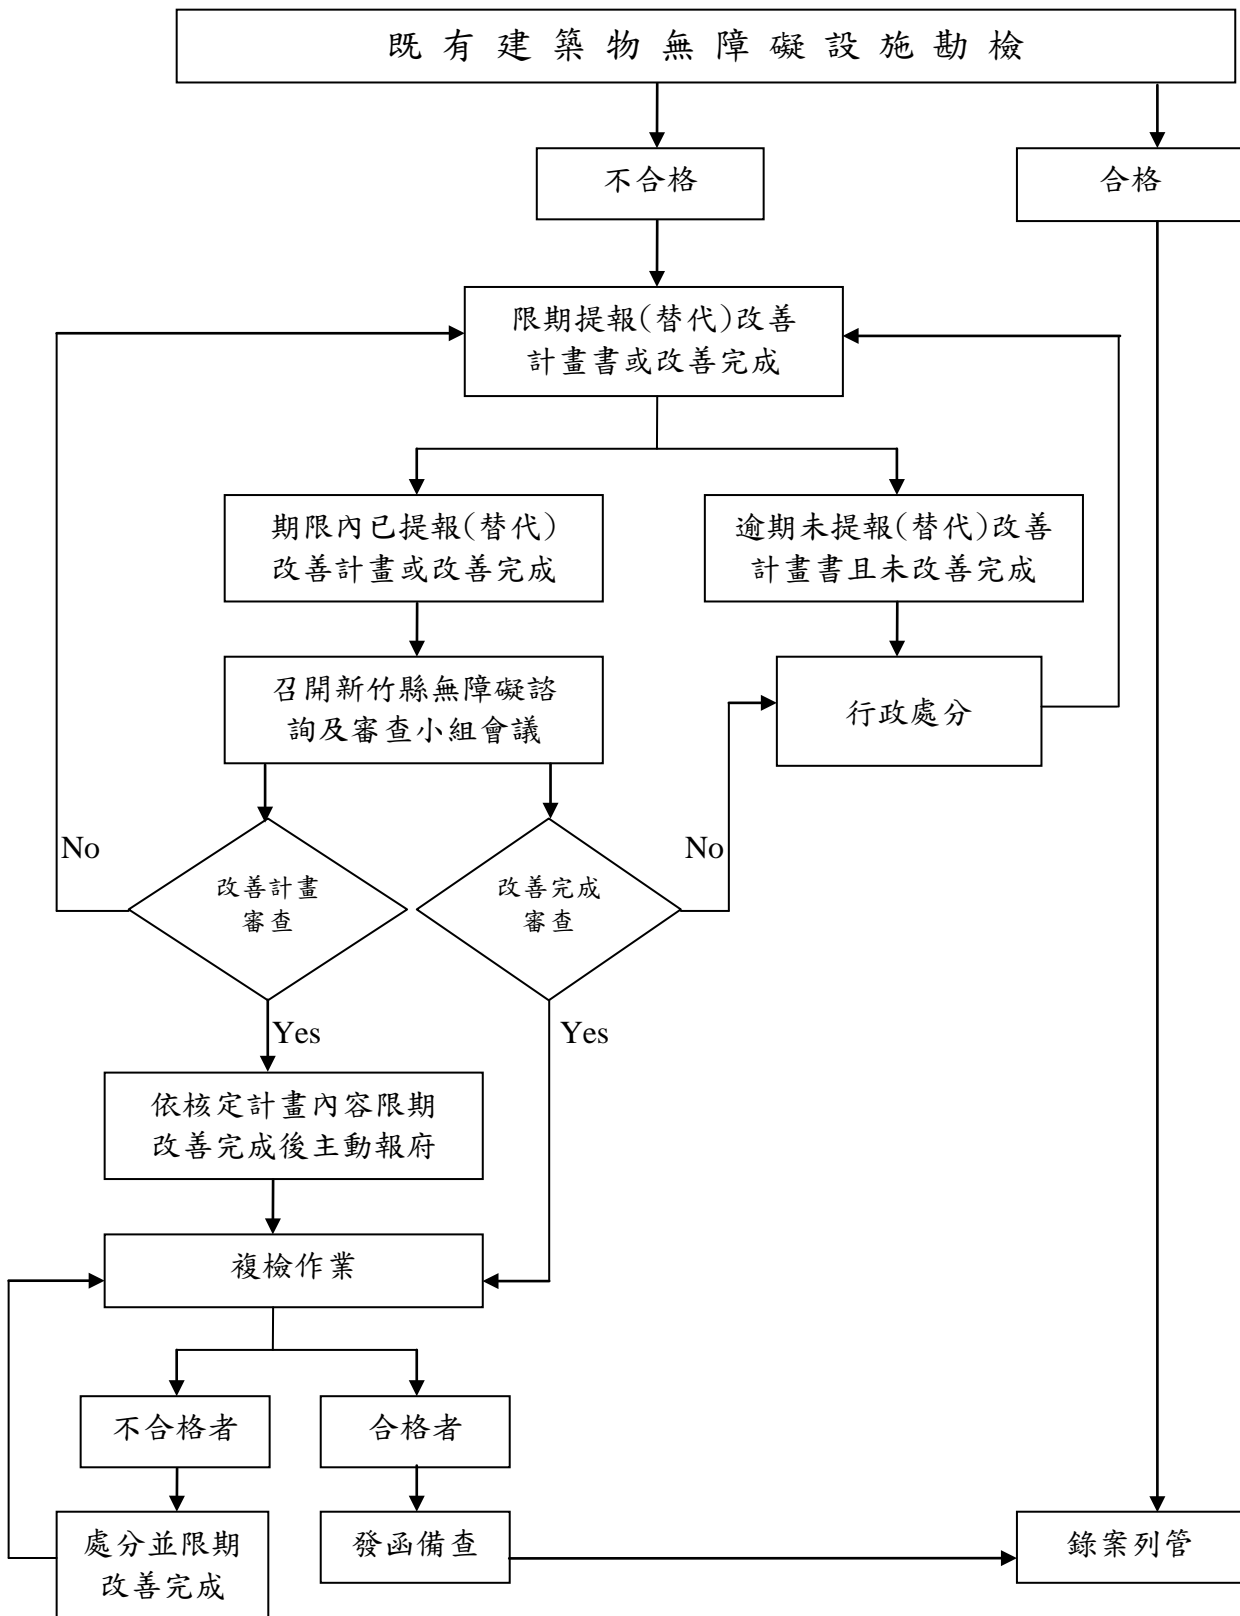 既有建築物無障礙設施勘檢
不合格
合格
限期提報(替代)改善
計畫書或改善完成
期限內已提報(替代)
改善計畫或改善完成
逾期未提報(替代)改善
計畫書且未改善完成
召開新竹縣無障礙諮
詢及審查小組會議
行政處分
No
改善計畫
審查
改善完成
審查
No
Yes
Yes
依核定計畫內容限期
改善完成後主動報府
複檢作業
不合格者
合格者
處分並限期
改善完成
發函備查
錄案列管